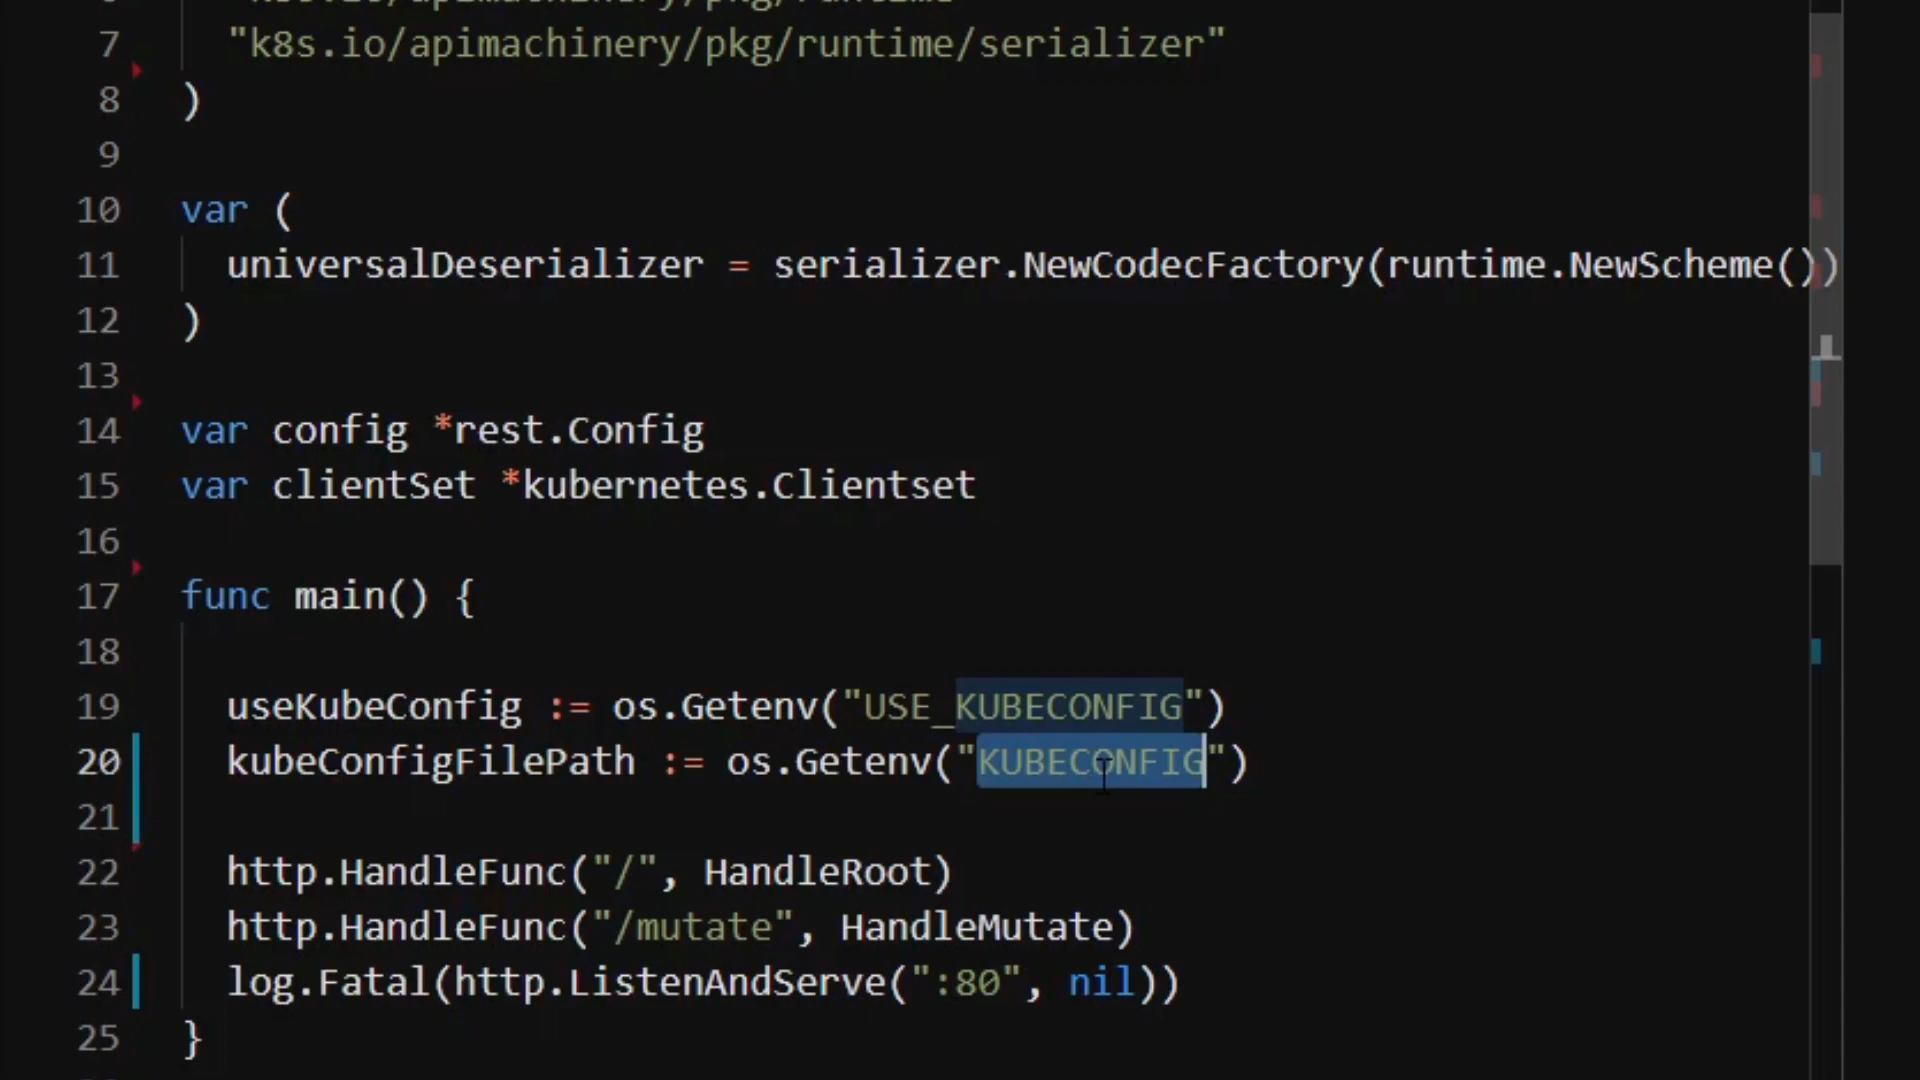 7 "k8s.io/apimachinery/pkg/runtime/serializer"
8 )
9
10 var (
11 universalDeserializer = serializer.NewCodecFactory(runtime.NewScheme())
12 )
13
14 var config *rest.Config
15 var clientSet *kubernetes.Clientset
16
17 func main() {
18
19 useKubeConfig := os.Getenv("USE_KUBECONFIG")
20 kubeConfigFilePath := os.Getenv("KUBECONFIG")
21
22 http.HandleFunc("/", HandleRoot)
23 http.HandleFunc("/mutate", HandleMutate)
24 log.Fatal(http.ListenAndServe(":80", nil))
25 }